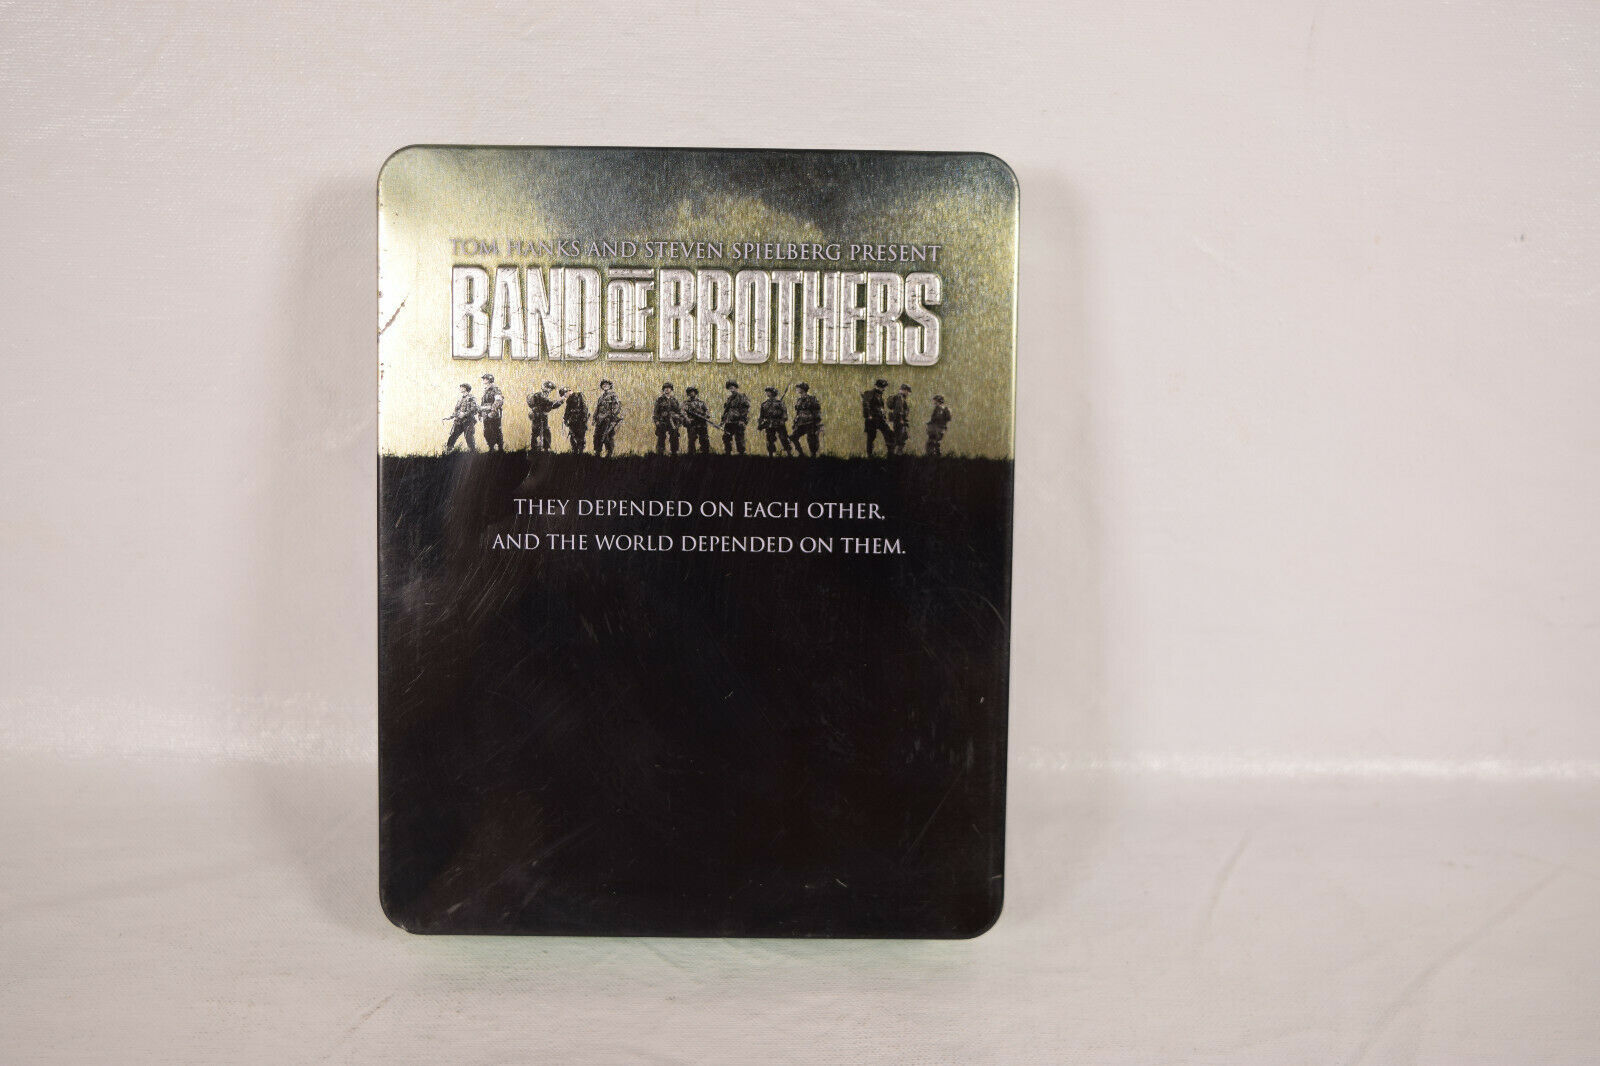 TOM HANKS AND STEVEN SPIELBERG PRESENT
BAND OF BROTHERS
THEY DEPENDED ON EACH OTHER.
AND THE WORLD DEPENDED ON THEM.